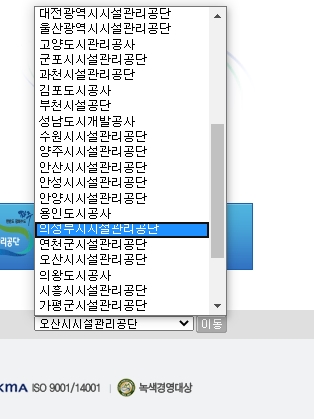 대전광역시시설관리공단
울산광역시시설관리공단
고양도시관리공사
군포시시설관리공단
과천시시설관리공단
김포도시공사
부천시설공단
성남도시개발공사
수원시시설관리공단
양주시시설관리공단
안산시시설관리공단
안성시시설관리공단
안양시시설관리공단
용인도시공사
의정부시시설관리공단
연천군시설관리공단
오산시시설관리공단
의왕도시공사
시흥시시설관리공단
가평군시설관리공단
리공단
오산시시설관리공단 이동
KMA ISO 9001/14001 녹색경영대상